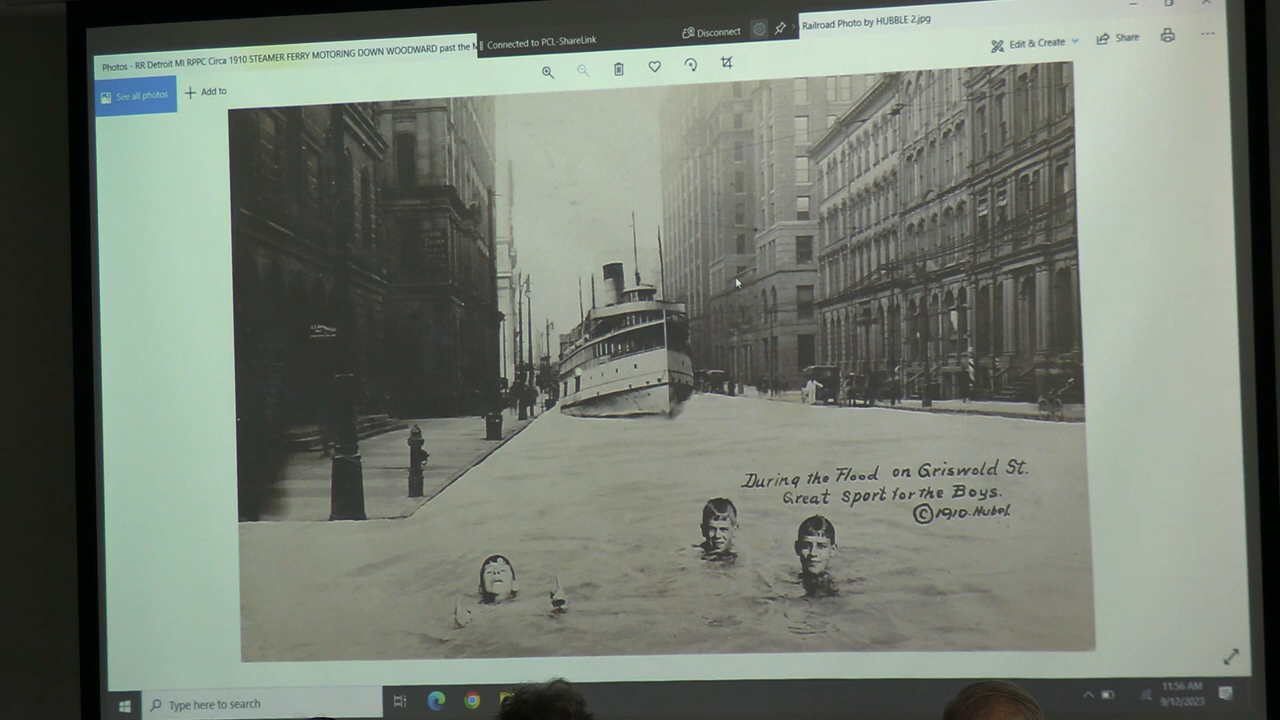 Photos - RR Detroit MI RPPC Circa 1910 STEAMER FERRY MOTORING DOWN WOODWARD past the
Connected to PCL-ShareLink
Disconnect
Railroad Photo by HUBBLE 2.jpg
See all photos
Add to
Edit & Create
Share
During the Flood on Griswold St.
Great Sport for the Boys.
©1910 Hubel
Type here to search
11:56 AM
9/12/2023